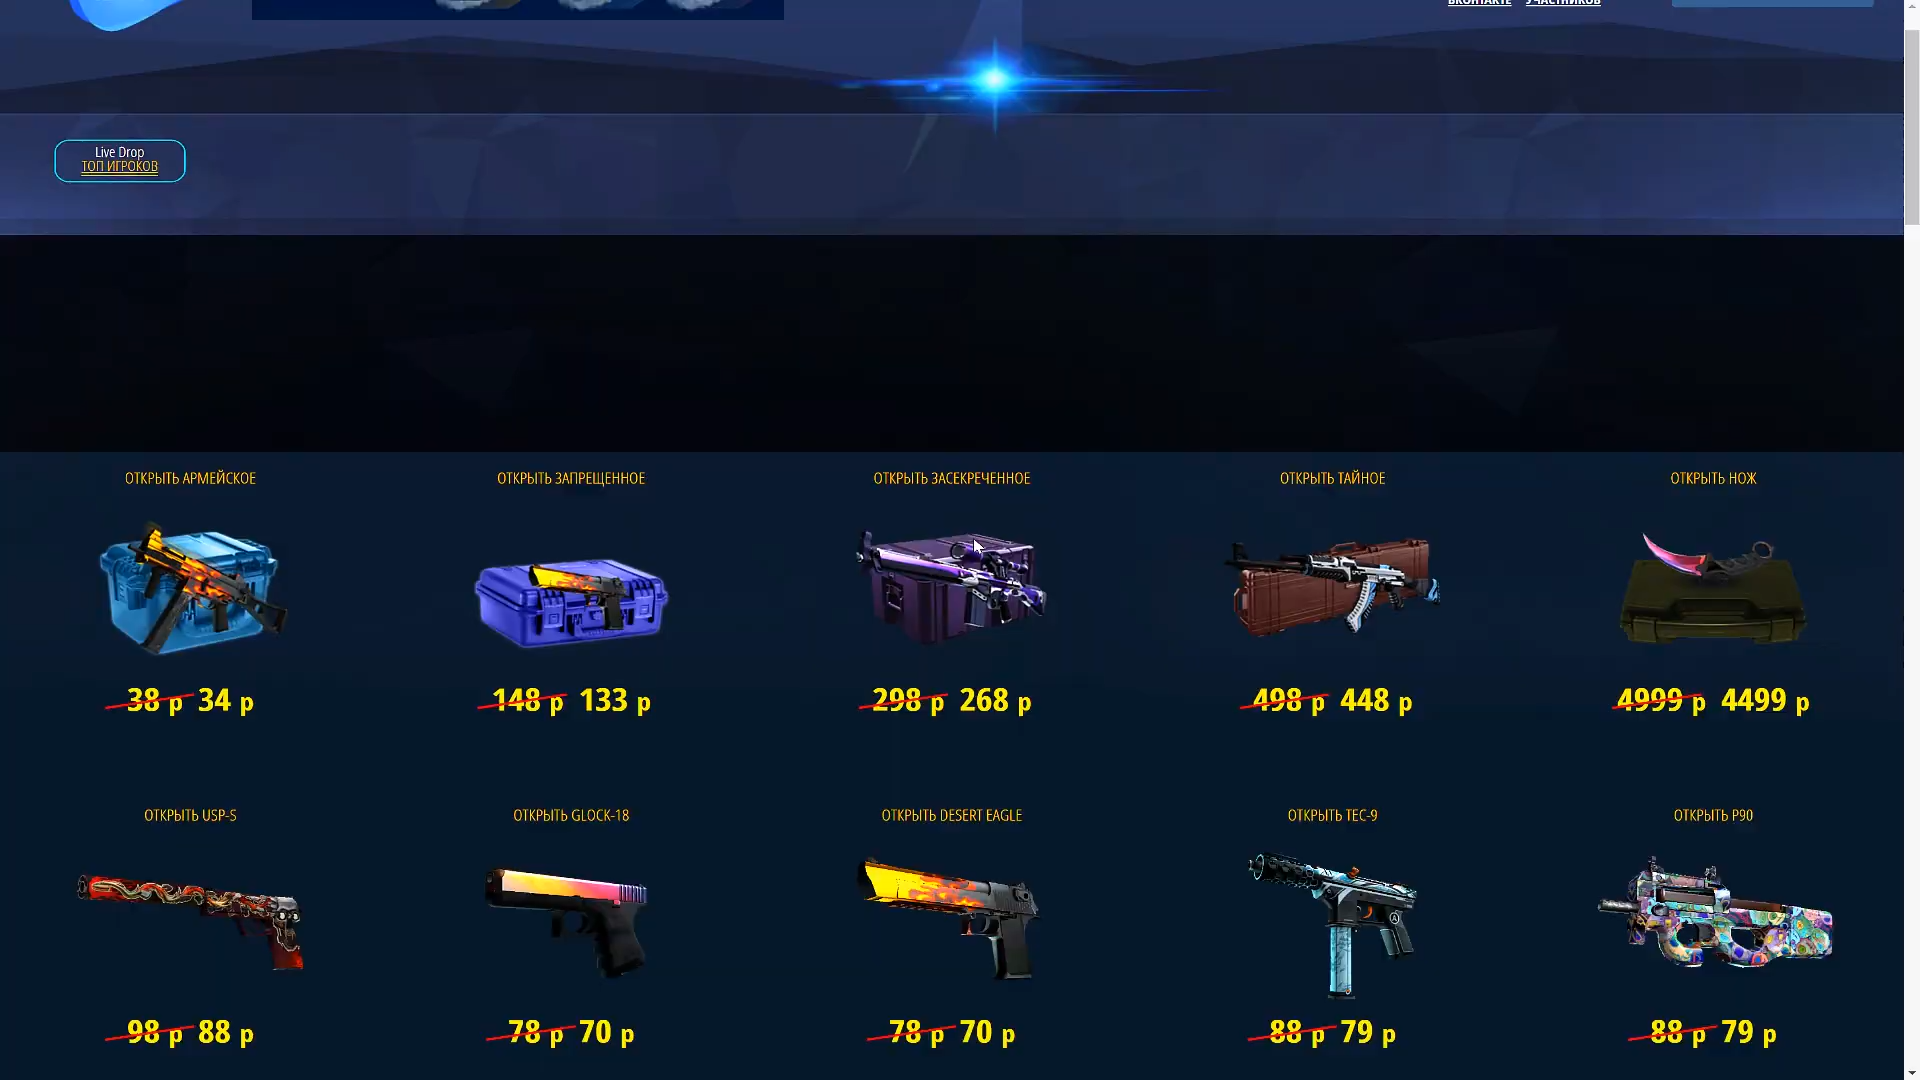 ВКОНТАКТЕ УЧАСТНИКОВ
Live Drop
ТОП ИГРОКОВ
ОТКРЫТЬ АРМЕЙСКОЕ
ОТКРЫТЬ ЗАПРЕЩЕННОЕ
ОТКРЫТЬ ЗАСЕКРЕЧЕННОЕ
ОТКРЫТЬ ТАЙНОЕ
ОТКРЫТЬ НОЖ
38 р 34 р
148 р 133 р
298 р 268 р
498 р 448 р
4999 р 4499 р
ОТКРЫТЬ USP-S
ОТКРЫТЬ GLOCK-18
ОТКРЫТЬ DESERT EAGLE
ОТКРЫТЬ TEC-9
ОТКРЫТЬ P90
98 р 88 р
78 р 70 р
78 р 70 р
88 р 79 р
88 р 79 р